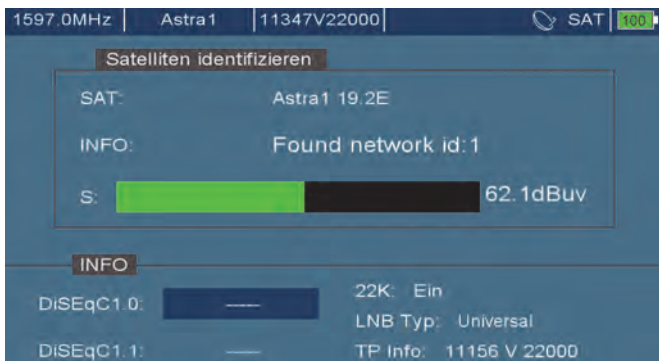 1597.0MHz Astra1 11347V22000 SAT 100
Satelliten identifizieren
SAT: Astra1 19.2E
INFO: Found network id:1
S: 62.1dBuv
INFO
DiSEqC1.0: ----
22K: Ein
LNB Typ: Universal
DiSEqC1.1: ----
TP Info: 11156 V 22000